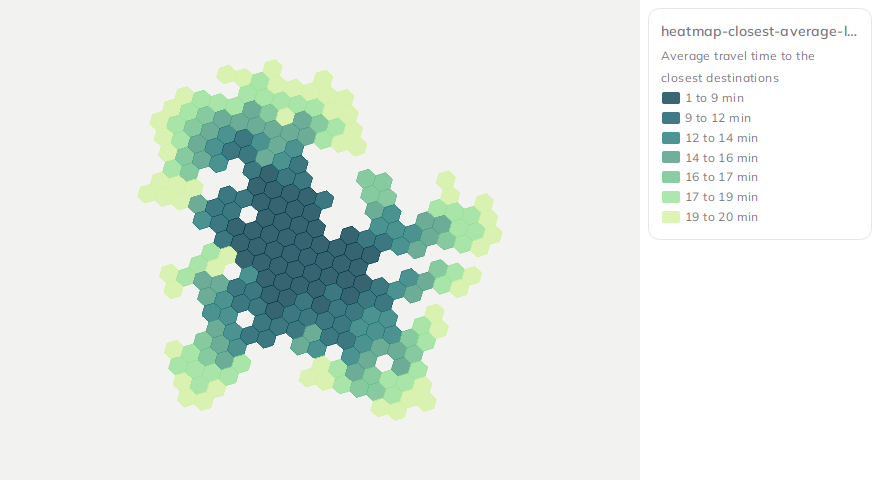 heatmap-closest-average-l...
Average travel time to the
closest destinations
1 to 9 min
9 to 12 min
12 to 14 min
14 to 16 min
16 to 17 min
17 to 19 min
19 to 20 min